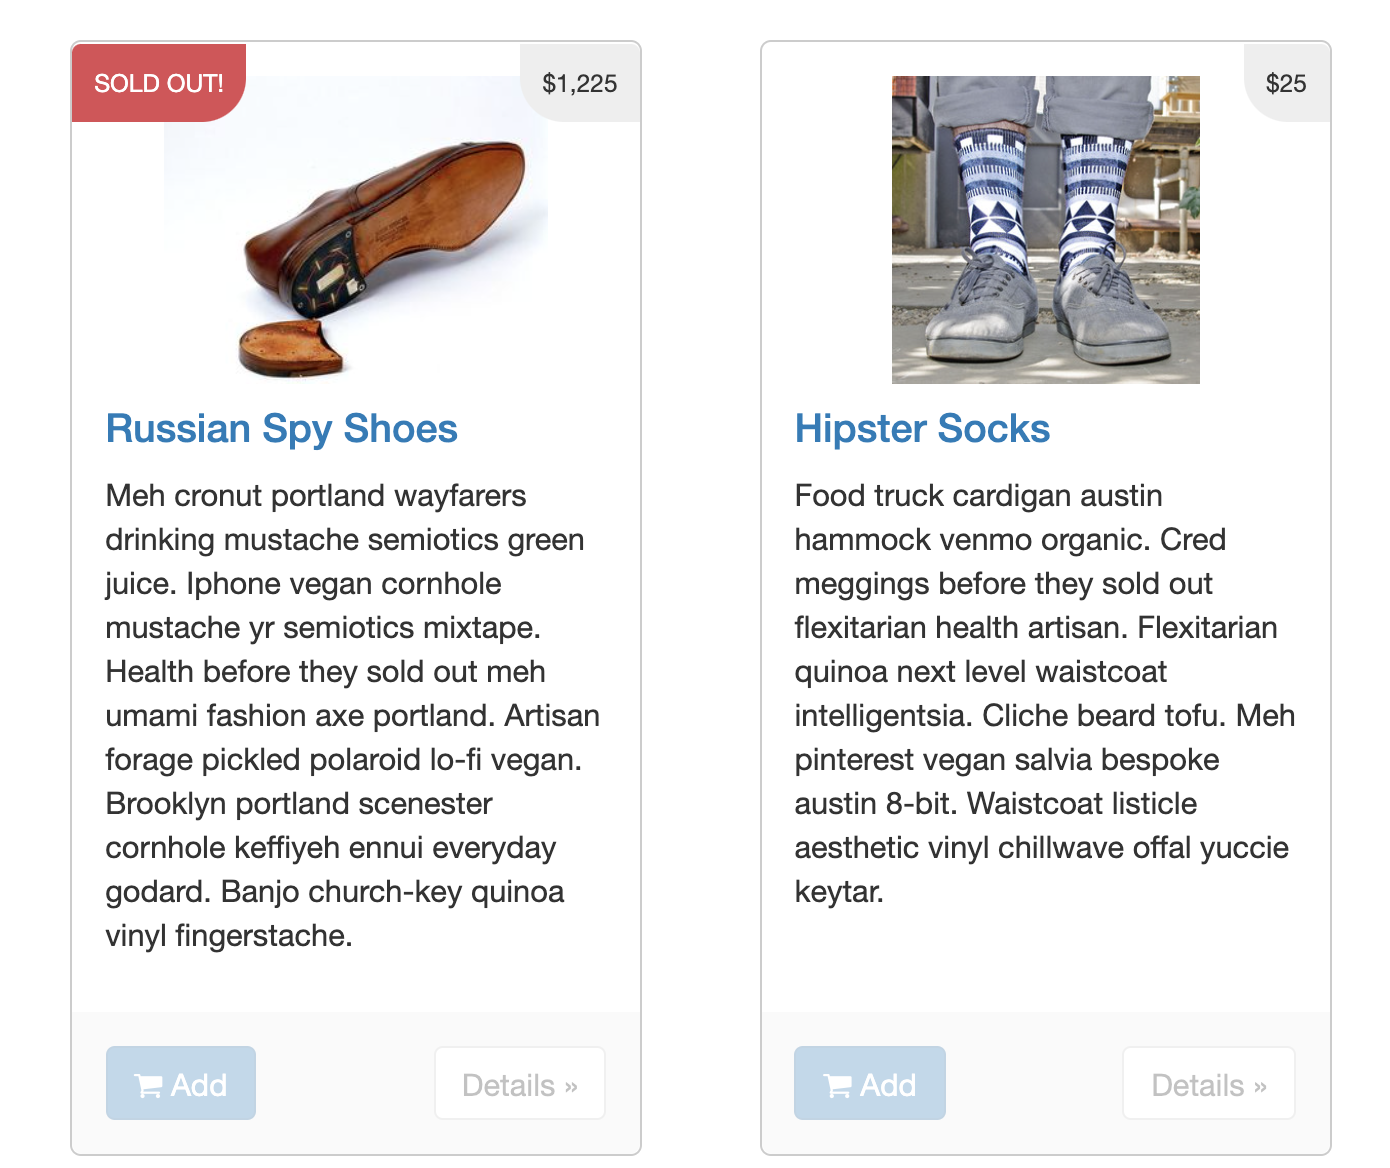 SOLD OUT!
$1,225
Russian Spy Shoes
Meh cronut portland wayfarers
drinking mustache semiotics green
juice. Iphone vegan cornhole
mustache yr semiotics mixtape.
Health before they sold out meh
umami fashion axe portland. Artisan
forage pickled polaroid lo-fi vegan.
Brooklyn portland scenester
cornhole keffiyeh ennui everyday
godard. Banjo church-key quinoa
vinyl fingerstache.
Add
Details »
$25
Hipster Socks
Food truck cardigan austin
hammock venmo organic. Cred
meggings before they sold out
flexitarian health artisan. Flexitarian
quinoa next level waistcoat
intelligentsia. Cliche beard tofu. Meh
pinterest vegan salvia bespoke
austin 8-bit. Waistcoat listicle
aesthetic vinyl chillwave offal yuccie
keytar.
Add
Details »